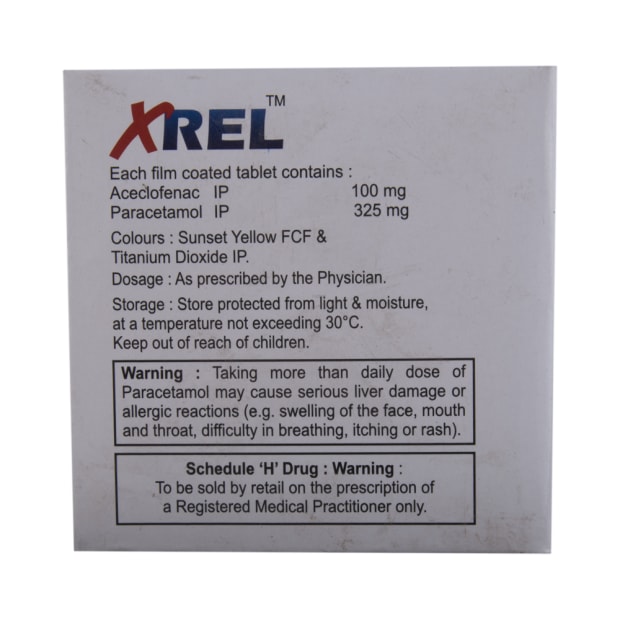 XREL™
Each film coated tablet contains :
Aceclofenac IP 100 mg
Paracetamol IP 325 mg
Colours : Sunset Yellow FCF &
Titanium Dioxide IP.
Dosage : As prescribed by the Physician.
Storage : Store protected from light & moisture,
at a temperature not exceeding 30°C.
Keep out of reach of children.
Warning : Taking more than daily dose of
Paracetamol may cause serious liver damage or
allergic reactions (e.g. swelling of the face, mouth
and throat, difficulty in breathing, itching or rash).
Schedule ‘H’ Drug : Warning :
To be sold by retail on the prescription of
a Registered Medical Practitioner only.